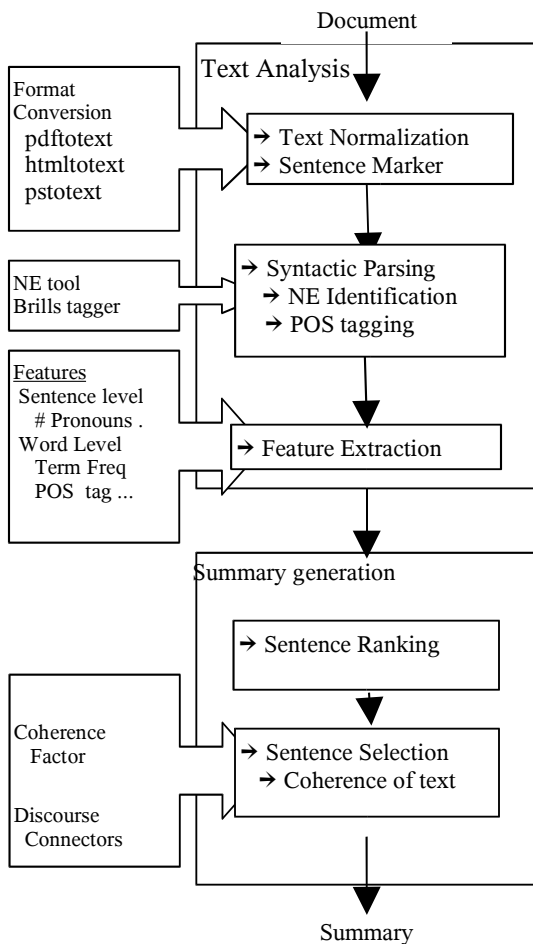 Document
Text Analysis
Format
Conversion
pdftotext
htmltotext
pstotext
→ Text Normalization
→ Sentence Marker
NE tool
Brills tagger
→ Syntactic Parsing
→ NE Identification
→ POS tagging
Features
Sentence level
# Pronouns .
Word Level
Term Freq
POS tag ...
→ Feature Extraction
Summary generation
→ Sentence Ranking
Coherence
Factor
Discourse
Connectors
→ Sentence Selection
→ Coherence of text
Summary